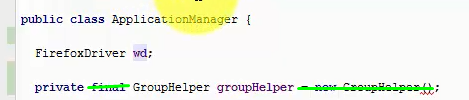 public class ApplicationManager {
FirefoxDriver wd;
private final GroupHelper groupHelper = new GroupHelper();